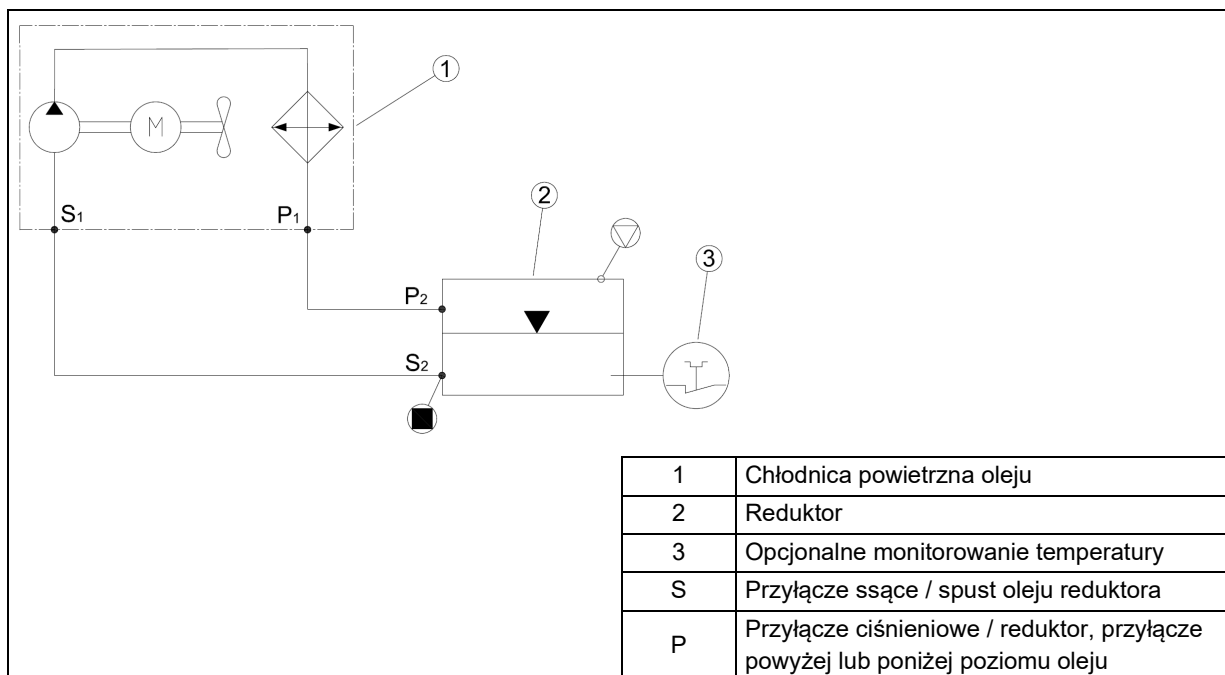 1
M
S1
P1
2
3
P2
S2
1 Chłodnica powietrzna oleju
2 Reduktor
3 Opcjonalne monitorowanie temperatury
S Przyłącze ssące / spust oleju reduktora
P Przyłącze ciśnieniowe / reduktor, przyłącze
powyżej lub poniżej poziomu oleju